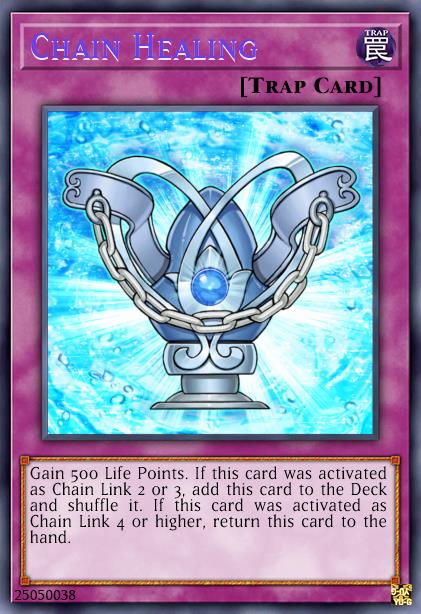 Chain Healing
TRAP
罠
[Trap Card]
Gain 500 Life Points. If this card was activated
as Chain Link 2 or 3, add this card to the Deck
and shuffle it. If this card was activated as
Chain Link 4 or higher, return this card to the
hand.
25050038